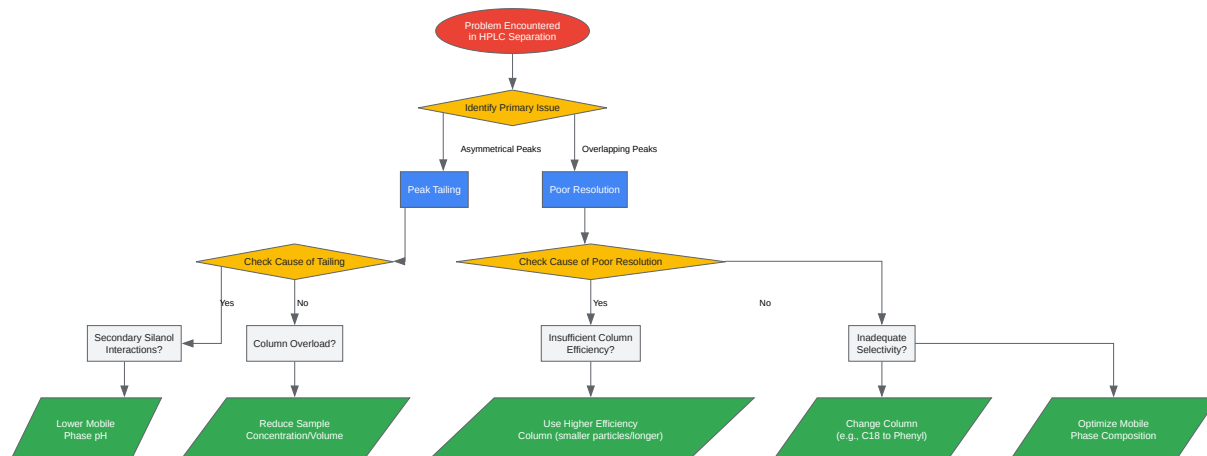 Problem Encountered
in HPLC Separation
Identify Primary Issue
Asymmetrical Peaks
Overlapping Peaks
Peak Tailing
Poor Resolution
Check Cause of Tailing
Check Cause of Poor Resolution
Yes
No
Yes
No
Secondary Silanol
Interactions?
Column Overload?
Insufficient Column
Efficiency?
Inadequate
Selectivity?
Lower Mobile
Phase pH
Reduce Sample
Concentration/Volume
Use Higher Efficiency
Column (smaller particles/longer)
Change Column
(e.g., C18 to Phenyl)
Optimize Mobile
Phase Composition